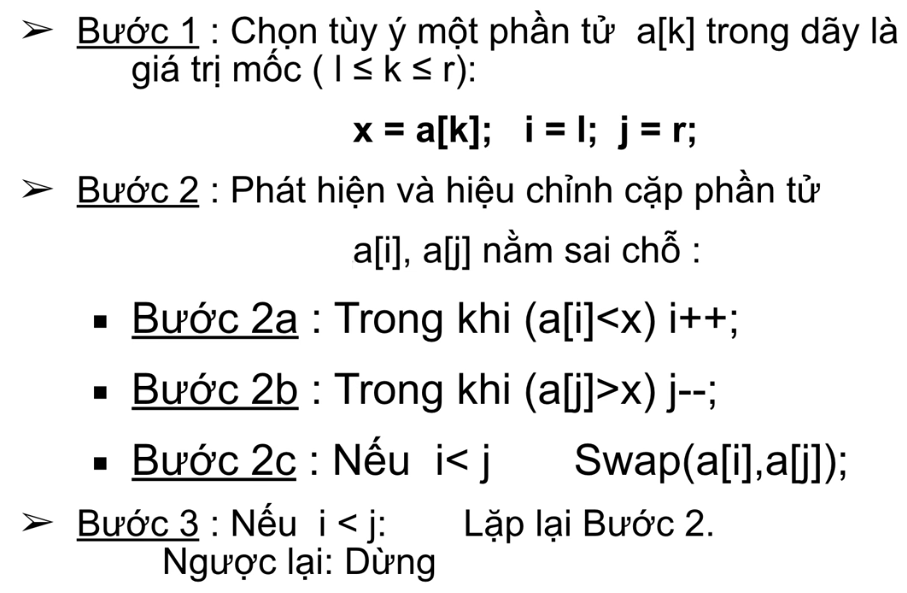 ➢ Bước 1 : Chọn tùy ý một phần tử a[k] trong dãy là
giá trị mốc ( l ≤ k ≤ r):
x = a[k]; i = l; j = r;
➢ Bước 2 : Phát hiện và hiệu chỉnh cặp phần tử
a[i], a[j] nằm sai chỗ :
▪ Bước 2a : Trong khi (a[i]<x) i++;
▪ Bước 2b : Trong khi (a[j]>x) j--;
▪ Bước 2c : Nếu i< j Swap(a[i],a[j]);
➢ Bước 3 : Nếu i < j: Lặp lại Bước 2.
Ngược lại: Dừng